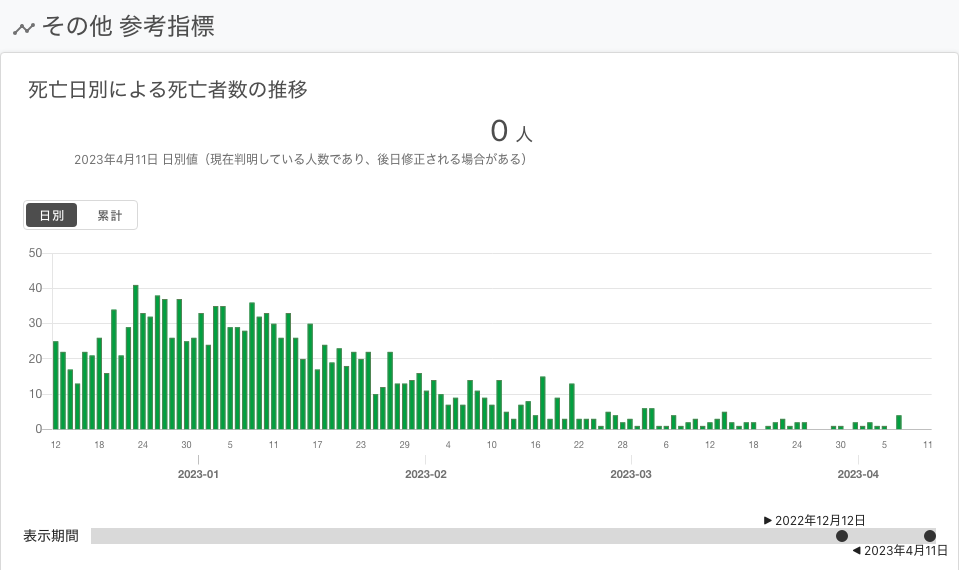 その他 参考指標
死亡日別による死亡者数の推移
0 人
2023年4月11日 日別値（現在判明している人数であり、後日修正される場合がある）
日別 累計
50
40
30
20
10
0
12 18 24 30 5 11 17 23 29 4 10 16 22 28 6 12 18 24 30 5 11
2023-01 2023-02 2023-03 2023-04
▶ 2022年12月12日
表示期間
◀ 2023年4月11日